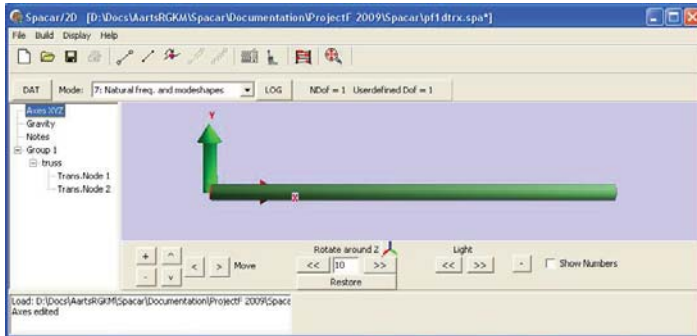 Spacar/2D [D:\Docs\AartsRGKM\Spacar\Documentation\ProjectF 2009\Spacar\pf1dtrx.spa*]
File Build Display Help
DAT Mode: 7: Natural freq. and modeshapes LOG NDof = 1 Userdefined Dof = 1
Axes XYZ
Gravity
Notes
Group 1
truss
Trans.Node 1
Trans.Node 2
Y
X
+ ^ < > Move
- v
Rotate around Z
<< 10 >>
Restore
Light
<< >>
- Show Numbers
Load: D:\Docs\AartsRGKM\Spacar\Documentation\ProjectF 2009\Space
Axes edited